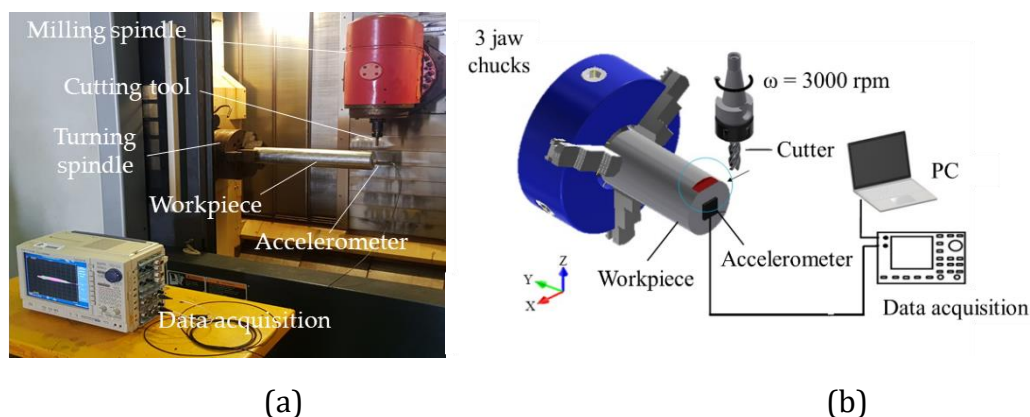 Milling spindle
Cutting tool
Turning
spindle
Workpiece
Accelerometer
Data acquisition
3 jaw
chucks
ω = 3000 rpm
Cutter
PC
Accelerometer
Workpiece
Data acquisition
Z
Y
X
(a)
(b)